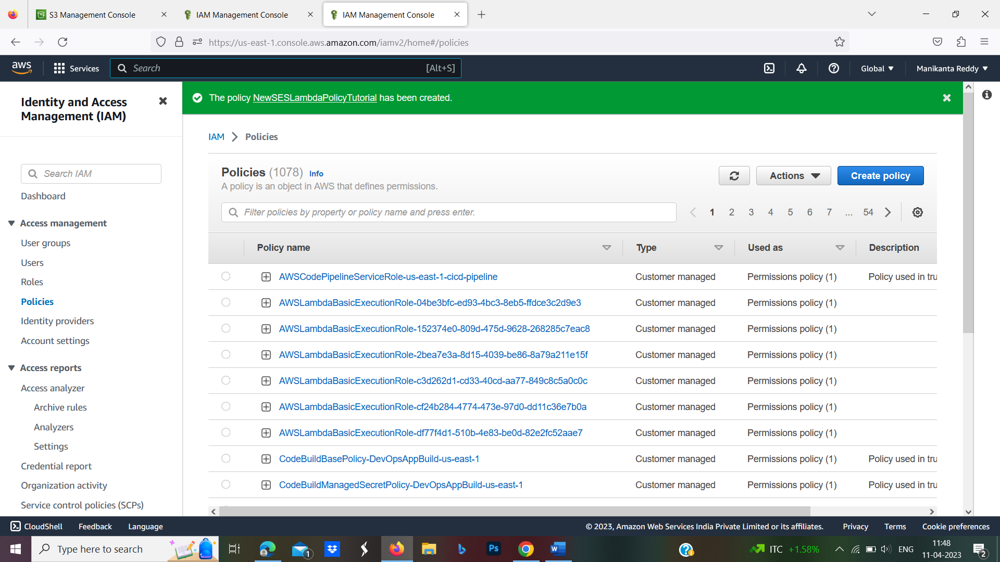 S3 Management Console
IAM Management Console
IAM Management Console
https://us-east-1.console.aws.amazon.com/iamv2/home#/policies
aws
Services
Search
[Alt+S]
Global
Manikanta Reddy
Identity and Access Management (IAM)
Search IAM
Dashboard
Access management
User groups
Users
Roles
Policies
Identity providers
Account settings
Access reports
Access analyzer
Archive rules
Analyzers
Settings
Credential report
Organization activity
Service control policies (SCPs)
The policy NewSESLambdaPolicyTutorial has been created.
IAM > Policies
Policies (1078) Info
A policy is an object in AWS that defines permissions.
Actions
Create policy
Filter policies by property or policy name and press enter.
1 2 3 4 5 6 7 ... 54
Policy name Type Used as Description
AWSCodePipelineServiceRole-us-east-1-cicd-pipeline Customer managed Permissions policy (1) Policy used in tru
AWSLambdaBasicExecutionRole-04be3bfc-ed93-4bc3-8eb5-ffdce3c2d9e3 Customer managed Permissions policy (1)
AWSLambdaBasicExecutionRole-152374e0-809d-475d-9628-268285c7eac8 Customer managed Permissions policy (1)
AWSLambdaBasicExecutionRole-2bea7e3a-8d15-4039-be86-8a79a211e15f Customer managed Permissions policy (1)
AWSLambdaBasicExecutionRole-c3d262d1-cd33-40cd-aa77-849c8c5a0c0c Customer managed Permissions policy (1)
AWSLambdaBasicExecutionRole-cf24b284-4774-473e-97d0-dd11c36e7b0a Customer managed Permissions policy (1)
AWSLambdaBasicExecutionRole-df77f4d1-510b-4e83-be0d-82e2fc52aae7 Customer managed Permissions policy (1)
CodeBuildBasePolicy-DevOpsAppBuild-us-east-1 Customer managed Permissions policy (1) Policy used in tru
CodeBuildManagedSecretPolicy-DevOpsAppBuild-us-east-1 Customer managed Permissions policy (1) Policy used in tru
CloudShell Feedback Language
© 2023, Amazon Web Services India Private Limited or its affiliates. Privacy Terms Cookie preferences
Type here to search
1
Ps
W
ITC +1.58%
ENG
11:48
11-04-2023
2